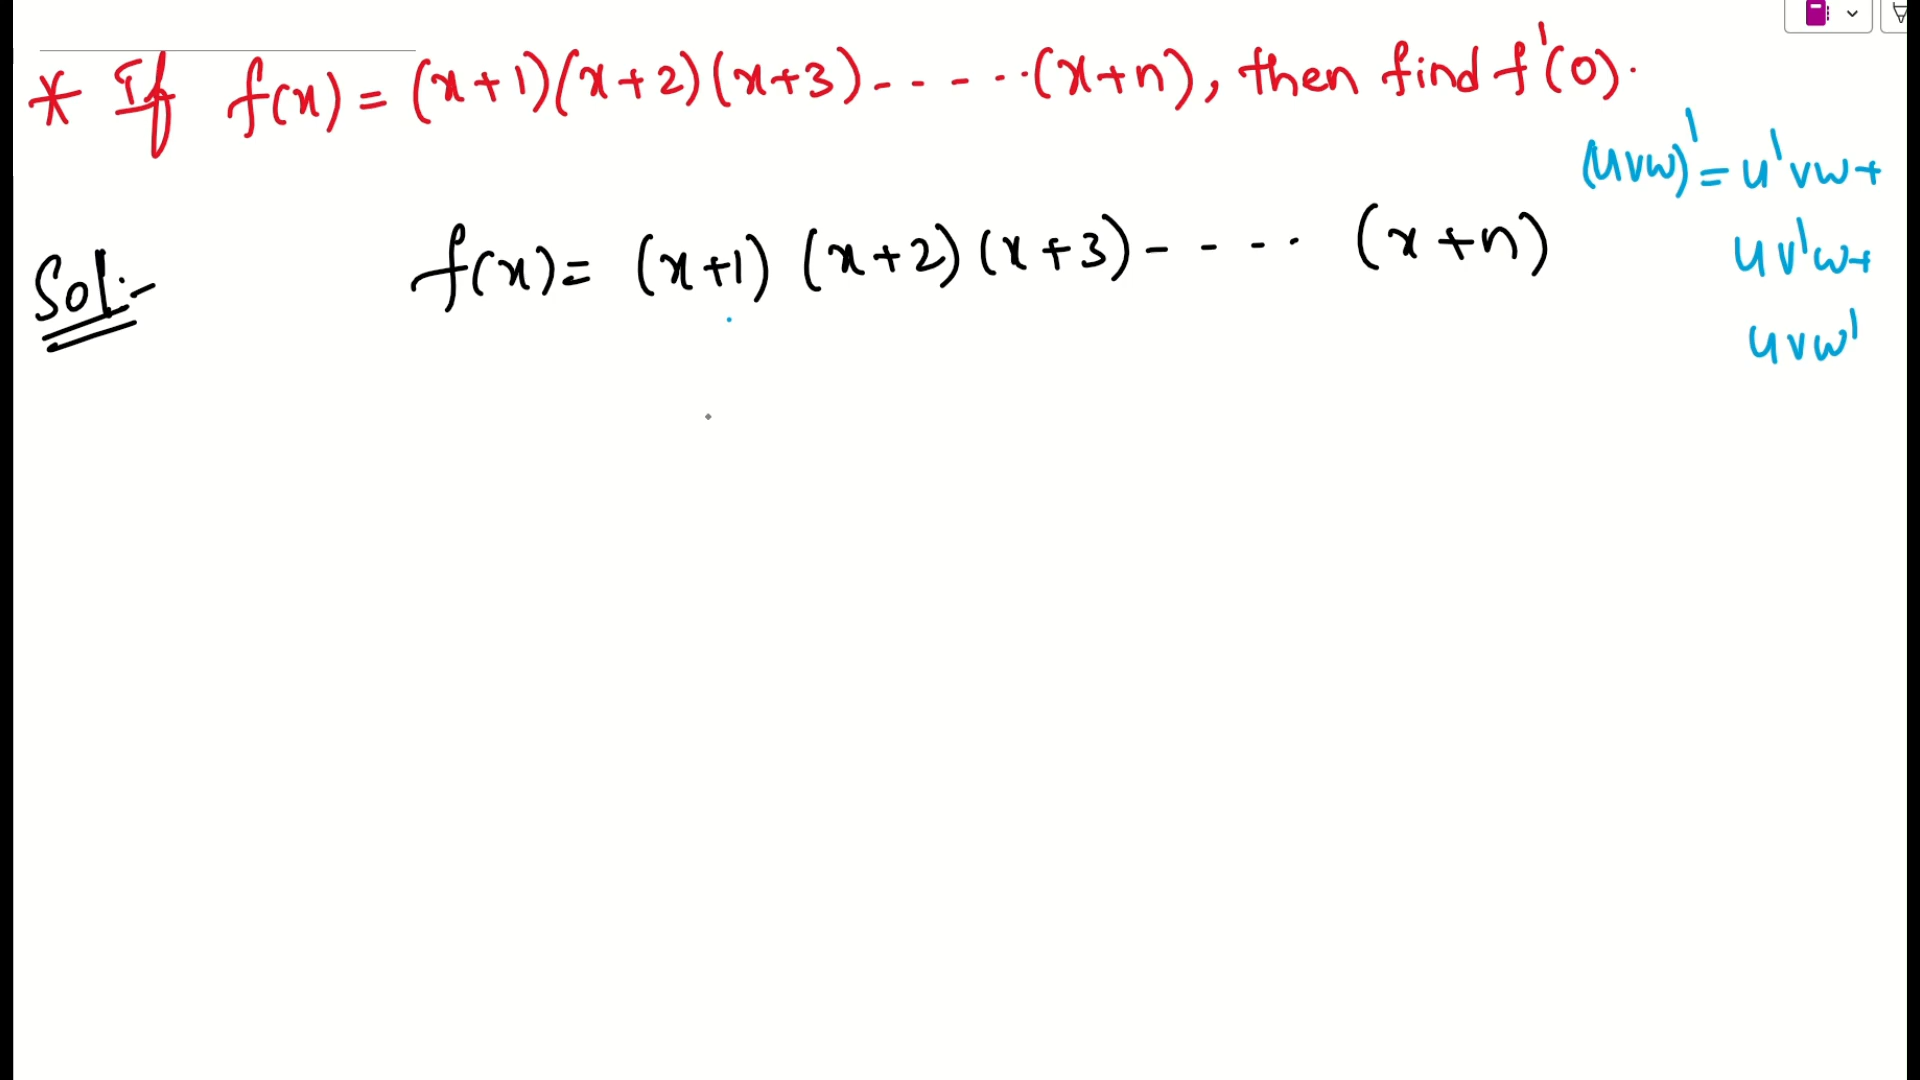 * If f(x) = (x+1)(x+2)(x+3)- - - - ··(x+n), then find f'(0).
(uvw)' = u'vw+
uv'w+
uvw'
Sol:- f(x) = (x+1) (x+2) (x+3)- - - - · (x+n)